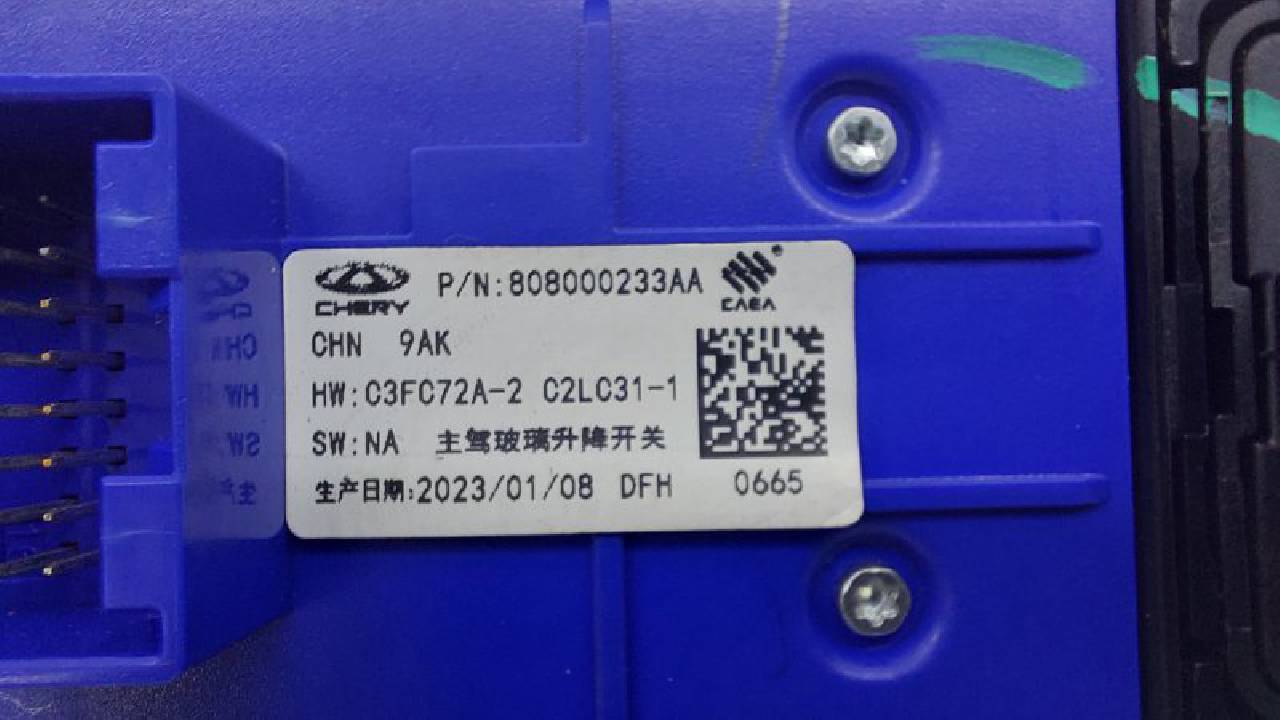 CHERY P/N:808000233AA CAEA
CHN 9AK
HW:C3FC72A-2 C2LC31-1
SW:NA 主驾玻璃升降开关
生产日期:2023/01/08 DFH 0665